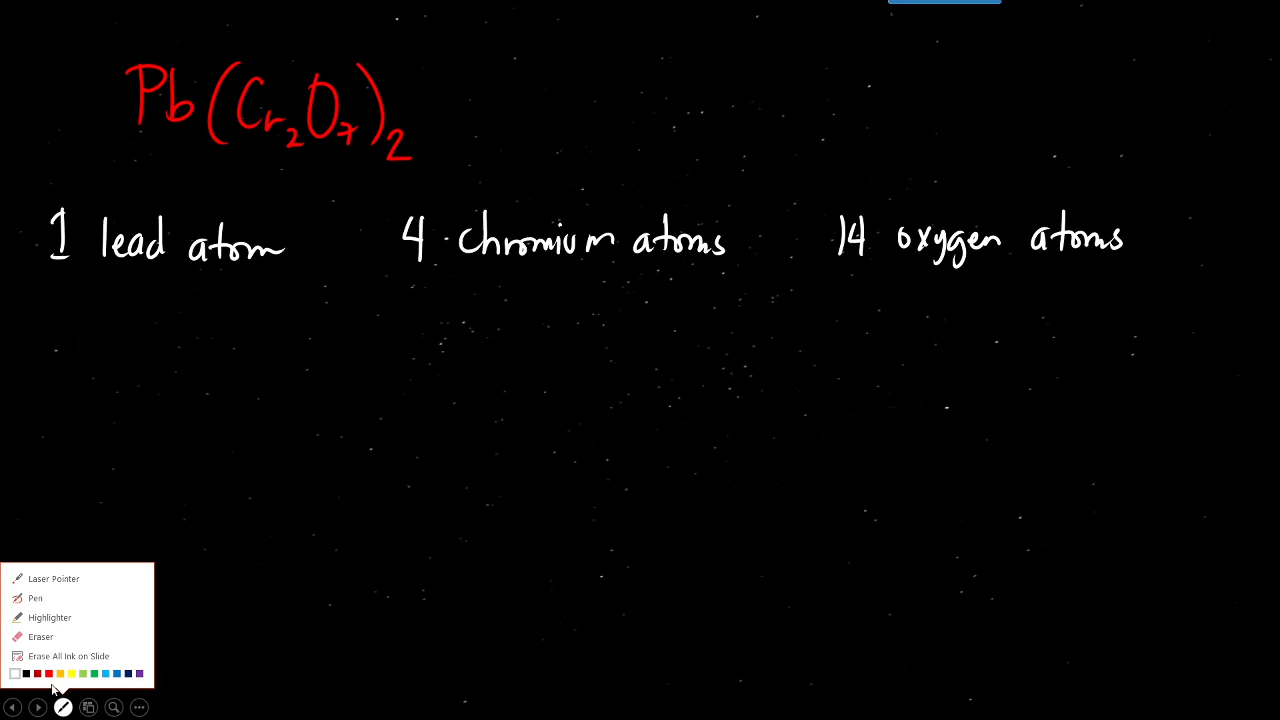 Pb(Cr₂O₇)₂
1 lead atom 4 chromium atoms 14 oxygen atoms
Laser Pointer
Pen
Highlighter
Eraser
Erase All Ink on Slide